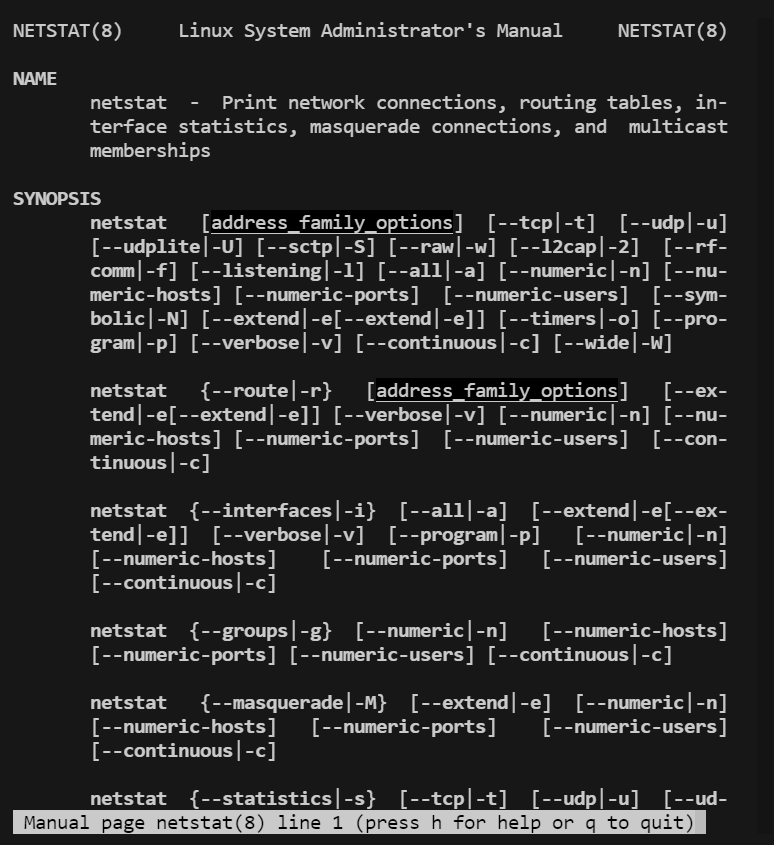 NETSTAT(8)     Linux System Administrator's Manual     NETSTAT(8)
NAME
netstat  -  Print network connections, routing tables, in-
terface statistics, masquerade connections, and  multicast
memberships
SYNOPSIS
netstat   [address_family_options]  [--tcp|-t]  [--udp|-u]
[--udplite|-U] [--sctp|-S] [--raw|-w] [--l2cap|-2]  [--rf-
comm|-f] [--listening|-l] [--all|-a] [--numeric|-n] [--nu-
meric-hosts] [--numeric-ports]  [--numeric-users]  [--sym-
bolic|-N] [--extend|-e[--extend|-e]] [--timers|-o] [--pro-
gram|-p] [--verbose|-v] [--continuous|-c] [--wide|-W]
netstat   {--route|-r}   [address_family_options]   [--ex-
tend|-e[--extend|-e]] [--verbose|-v] [--numeric|-n] [--nu-
meric-hosts] [--numeric-ports]  [--numeric-users]  [--con-
tinuous|-c]
netstat  {--interfaces|-i}  [--all|-a]  [--extend|-e[--ex-
tend|-e]]  [--verbose|-v]  [--program|-p]   [--numeric|-n]
[--numeric-hosts]    [--numeric-ports]   [--numeric-users]
[--continuous|-c]
netstat  {--groups|-g}  [--numeric|-n]   [--numeric-hosts]
[--numeric-ports] [--numeric-users] [--continuous|-c]
netstat   {--masquerade|-M}  [--extend|-e]  [--numeric|-n]
[--numeric-hosts]   [--numeric-ports]    [--numeric-users]
[--continuous|-c]
netstat  {--statistics|-s}  [--tcp|-t]  [--udp|-u]  [--ud-
Manual page netstat(8) line 1 (press h for help or q to quit)